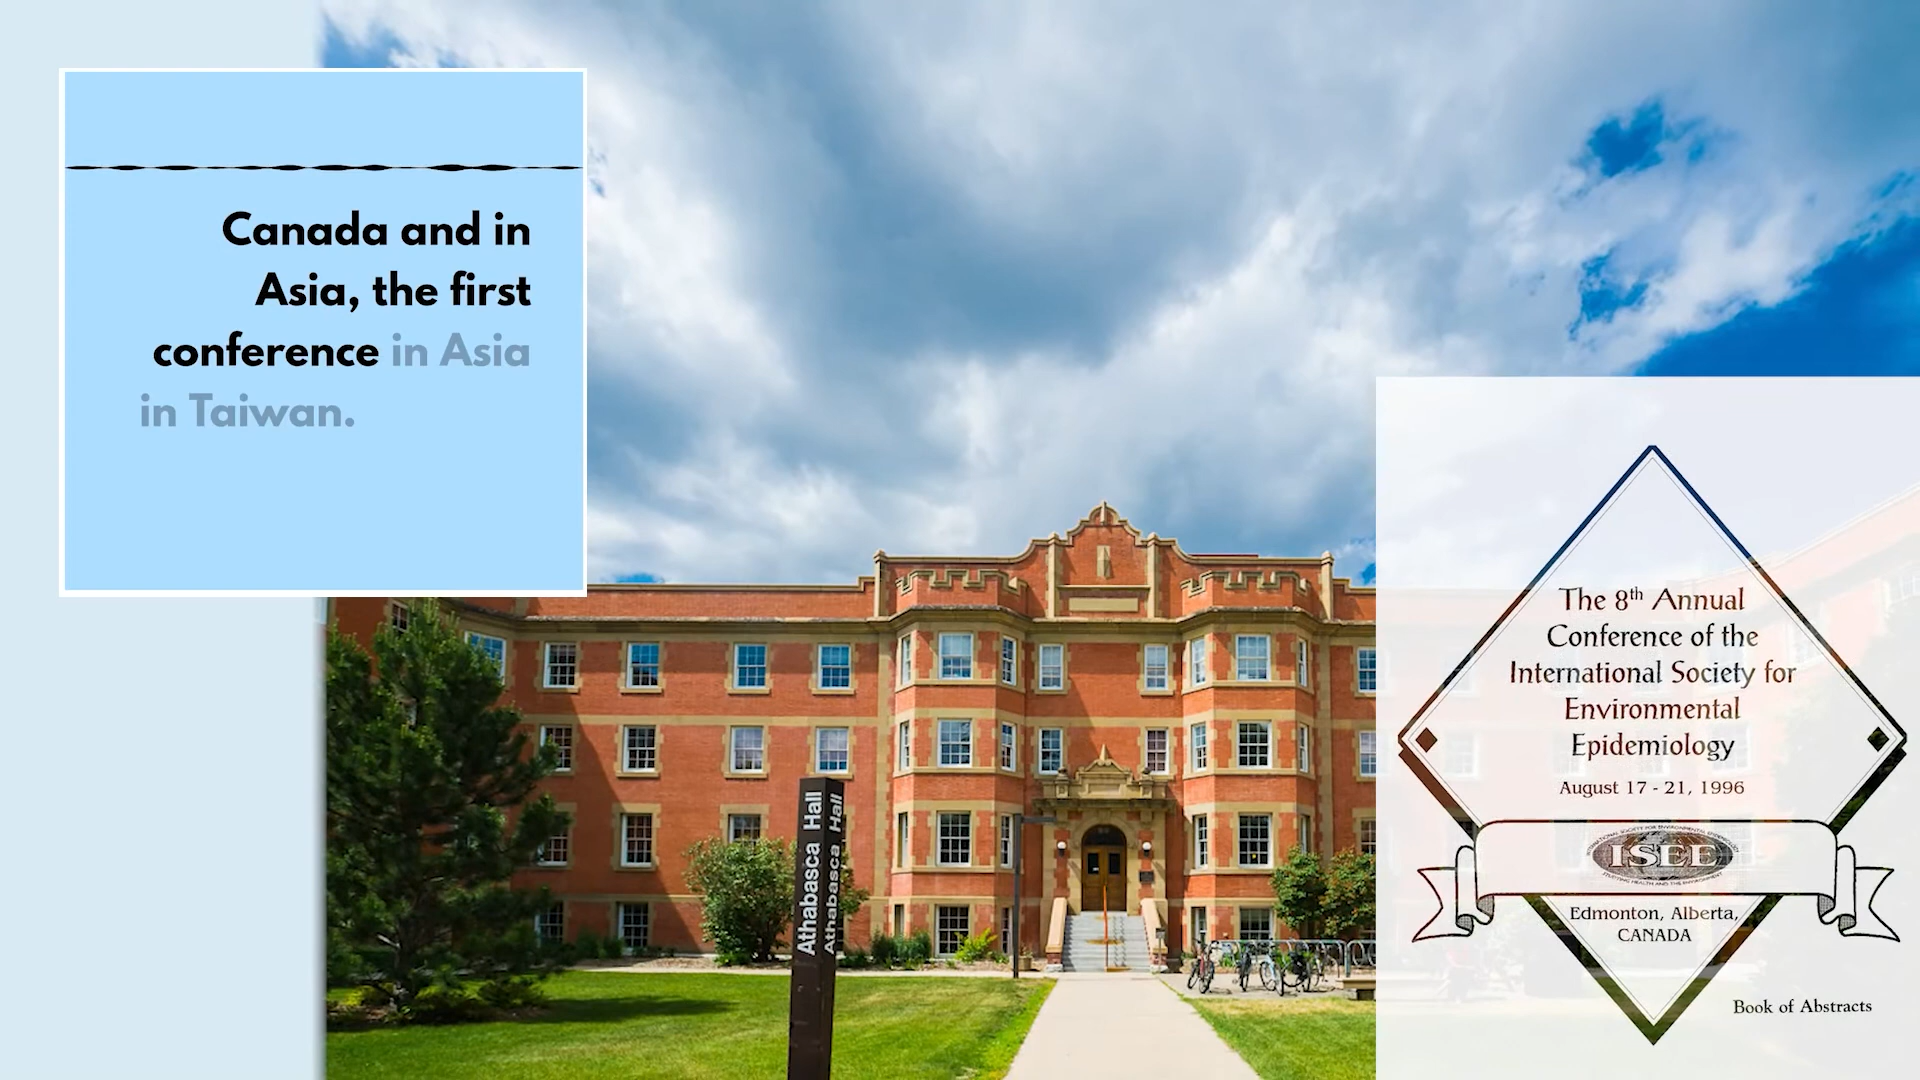 Canada and in
Asia, the first
conference in Asia
in Taiwan.
Athabasca Hall
Athabasca Hall
The 8th Annual
Conference of the
International Society for
Environmental
Epidemiology
August 17 - 21, 1996
ISEE
Edmonton, Alberta,
CANADA
Book of Abstracts